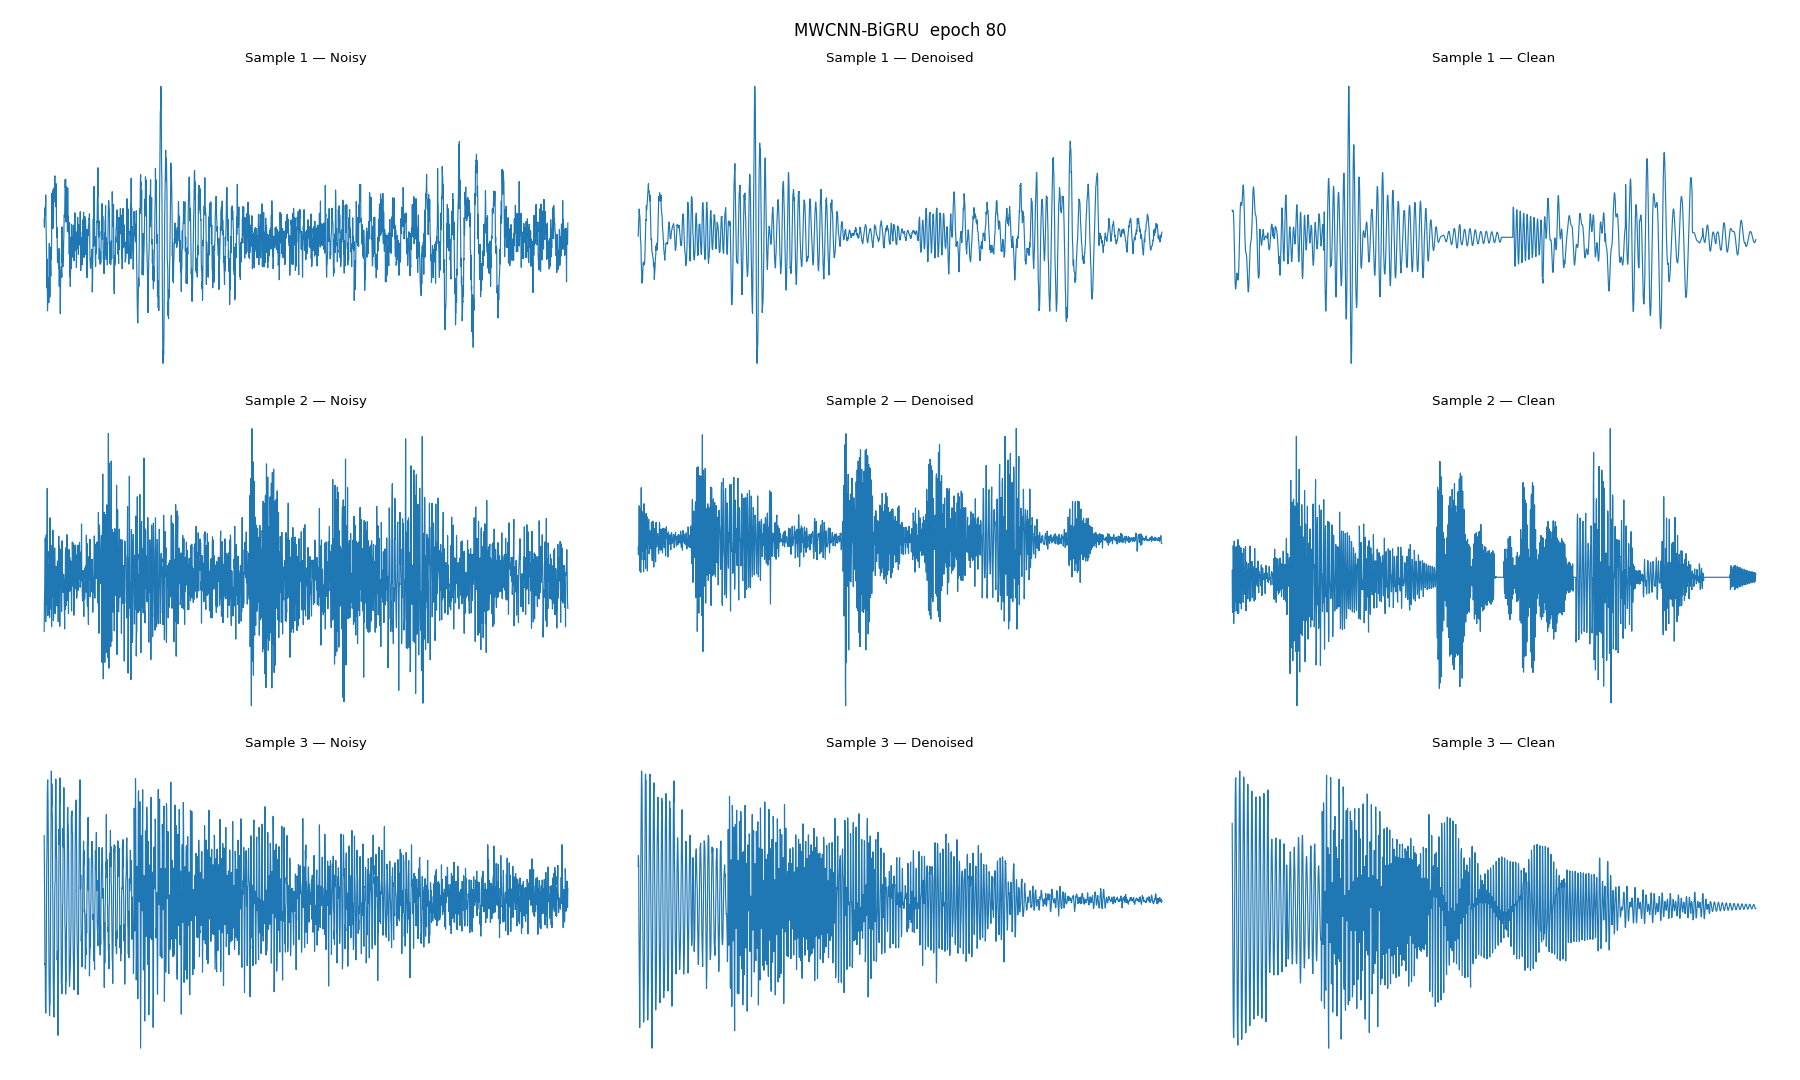 MWCNN-BiGRU  epoch 80
Sample 1 — Noisy
Sample 1 — Denoised
Sample 1 — Clean
Sample 2 — Noisy
Sample 2 — Denoised
Sample 2 — Clean
Sample 3 — Noisy
Sample 3 — Denoised
Sample 3 — Clean